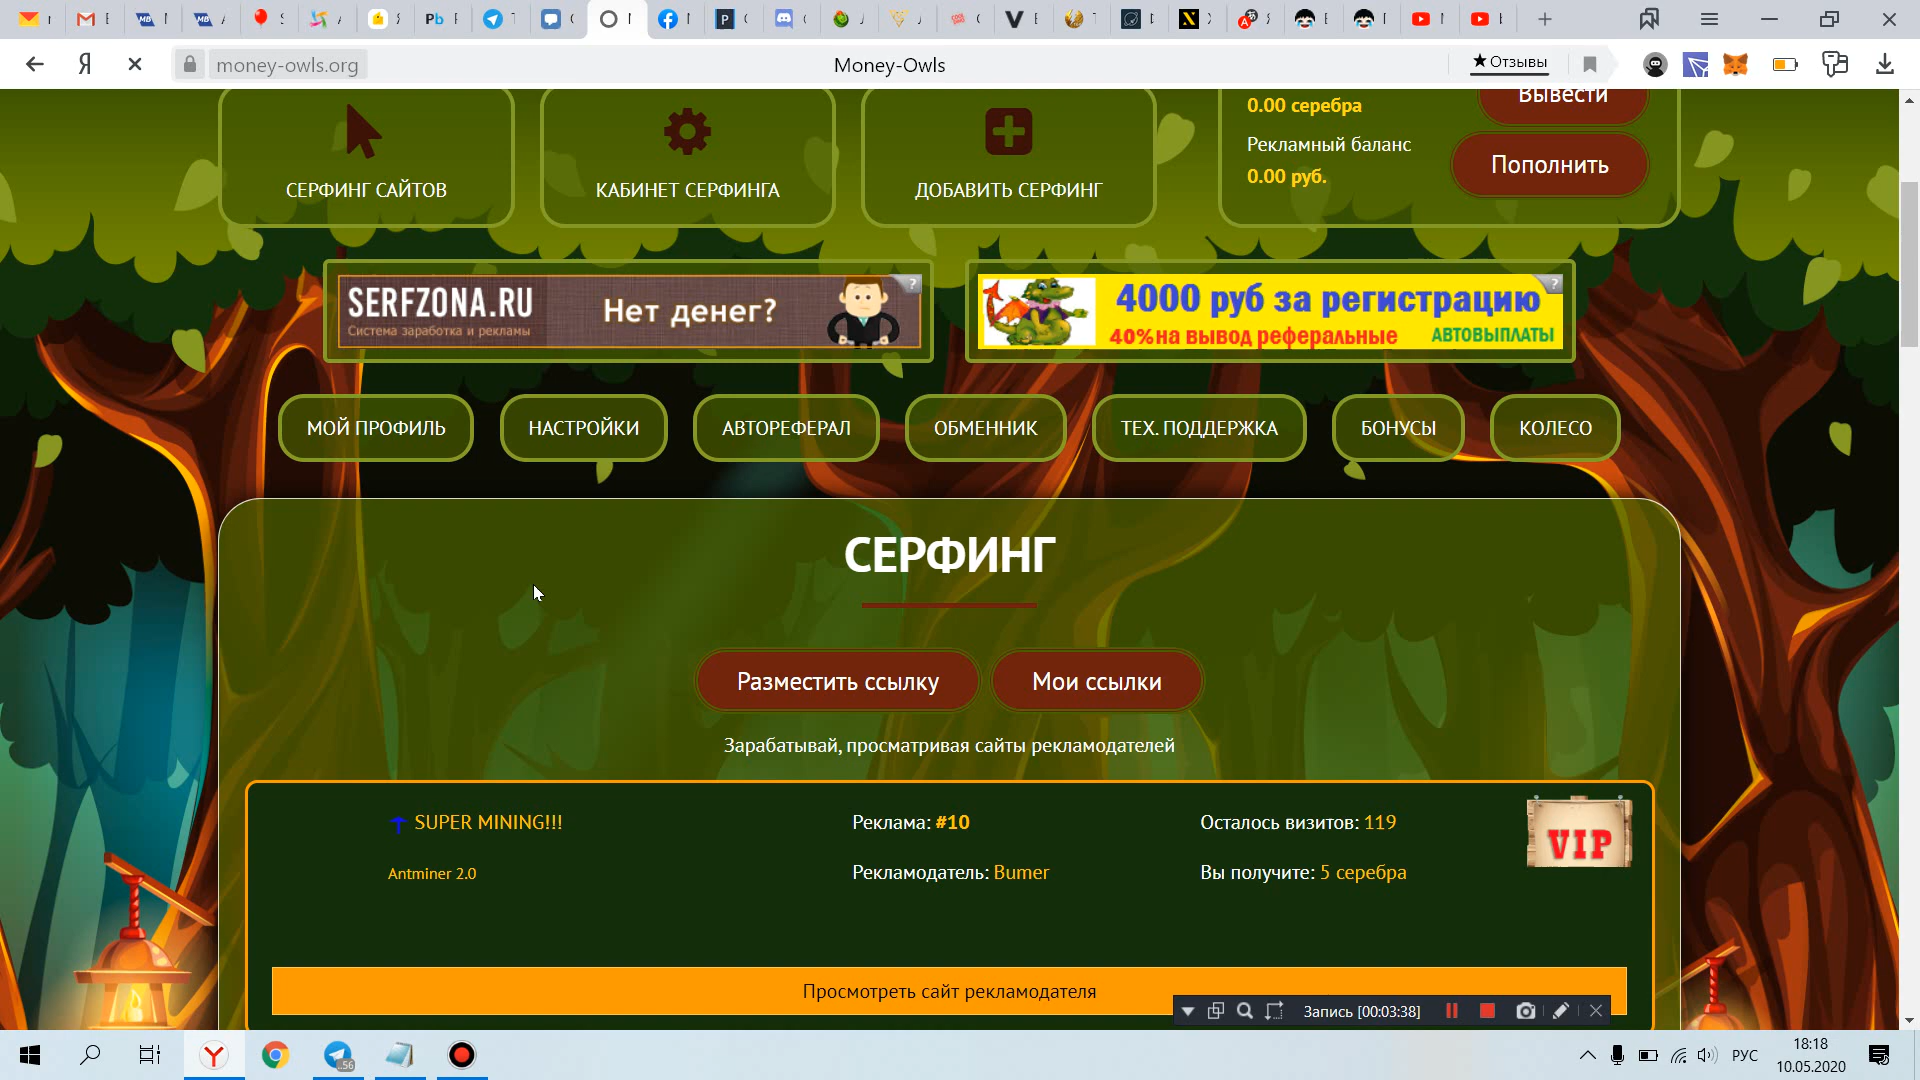 money-owls.org
Money-Owls
★ Отзывы
СЕРФИНГ САЙТОВ
КАБИНЕТ СЕРФИНГА
ДОБАВИТЬ СЕРФИНГ
0.00 серебра
Вывести
Рекламный баланс
0.00 руб.
Пополнить
SERFZONA.RU
Система заработка и рекламы
Нет денег?
?
4000 руб за регистрацию
40%на вывод реферальные
АВТОВЫПЛАТЫ
?
МОЙ ПРОФИЛЬ
НАСТРОЙКИ
АВТОРЕФЕРАЛ
ОБМЕННИК
ТЕХ. ПОДДЕРЖКА
БОНУСЫ
КОЛЕСО
СЕРФИНГ
Разместить ссылку
Мои ссылки
Зарабатывай, просматривая сайты рекламодателей
SUPER MINING!!!
Реклама: #10
Осталось визитов: 119
VIP
Antminer 2.0
Рекламодатель: Bumer
Вы получите: 5 серебра
Просмотреть сайт рекламодателя
Запись [00:03:38]
56
РУС
18:18
10.05.2020